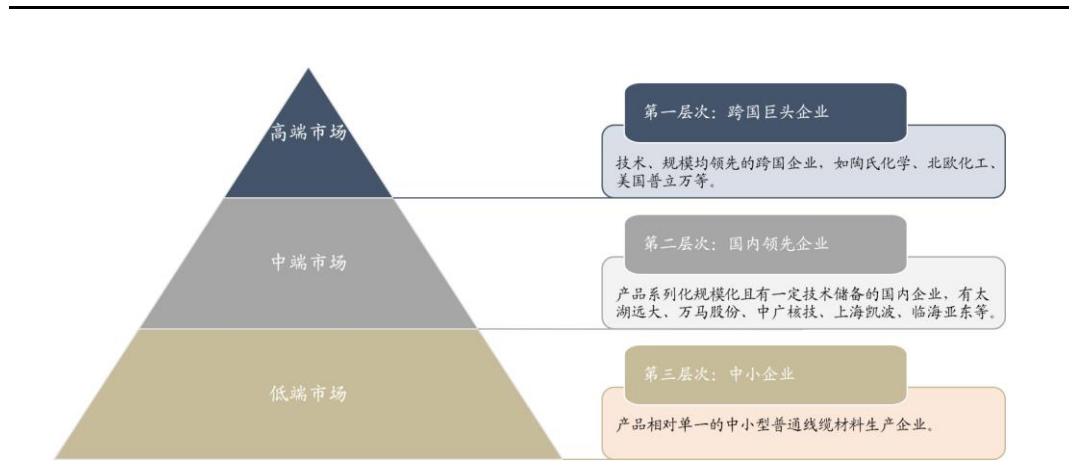 高端市场
第一层次：跨国巨头企业
技术、规模均领先的跨国企业，如陶氏化学、北欧化工、
美国普立万等。
中端市场
第二层次：国内领先企业
产品系列化规模化且有一定技术储备的国内企业，有太
湖远大、万马股份、中广核技、上海凯波、临海亚东等。
低端市场
第三层次：中小企业
产品相对单一的中小型普通线缆材料生产企业。